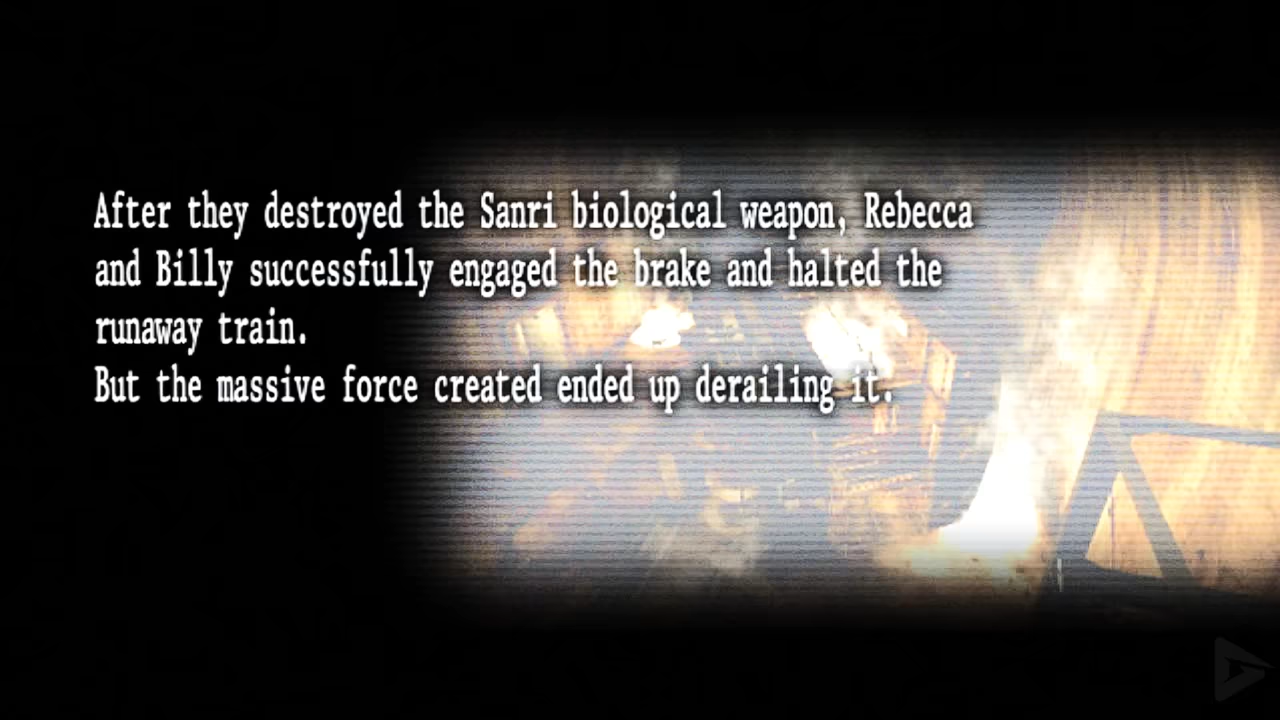 After they destroyed the Sanri biological weapon, Rebecca
and Billy successfully engaged the brake and halted the
runaway train.
But the massive force created ended up derailing it.